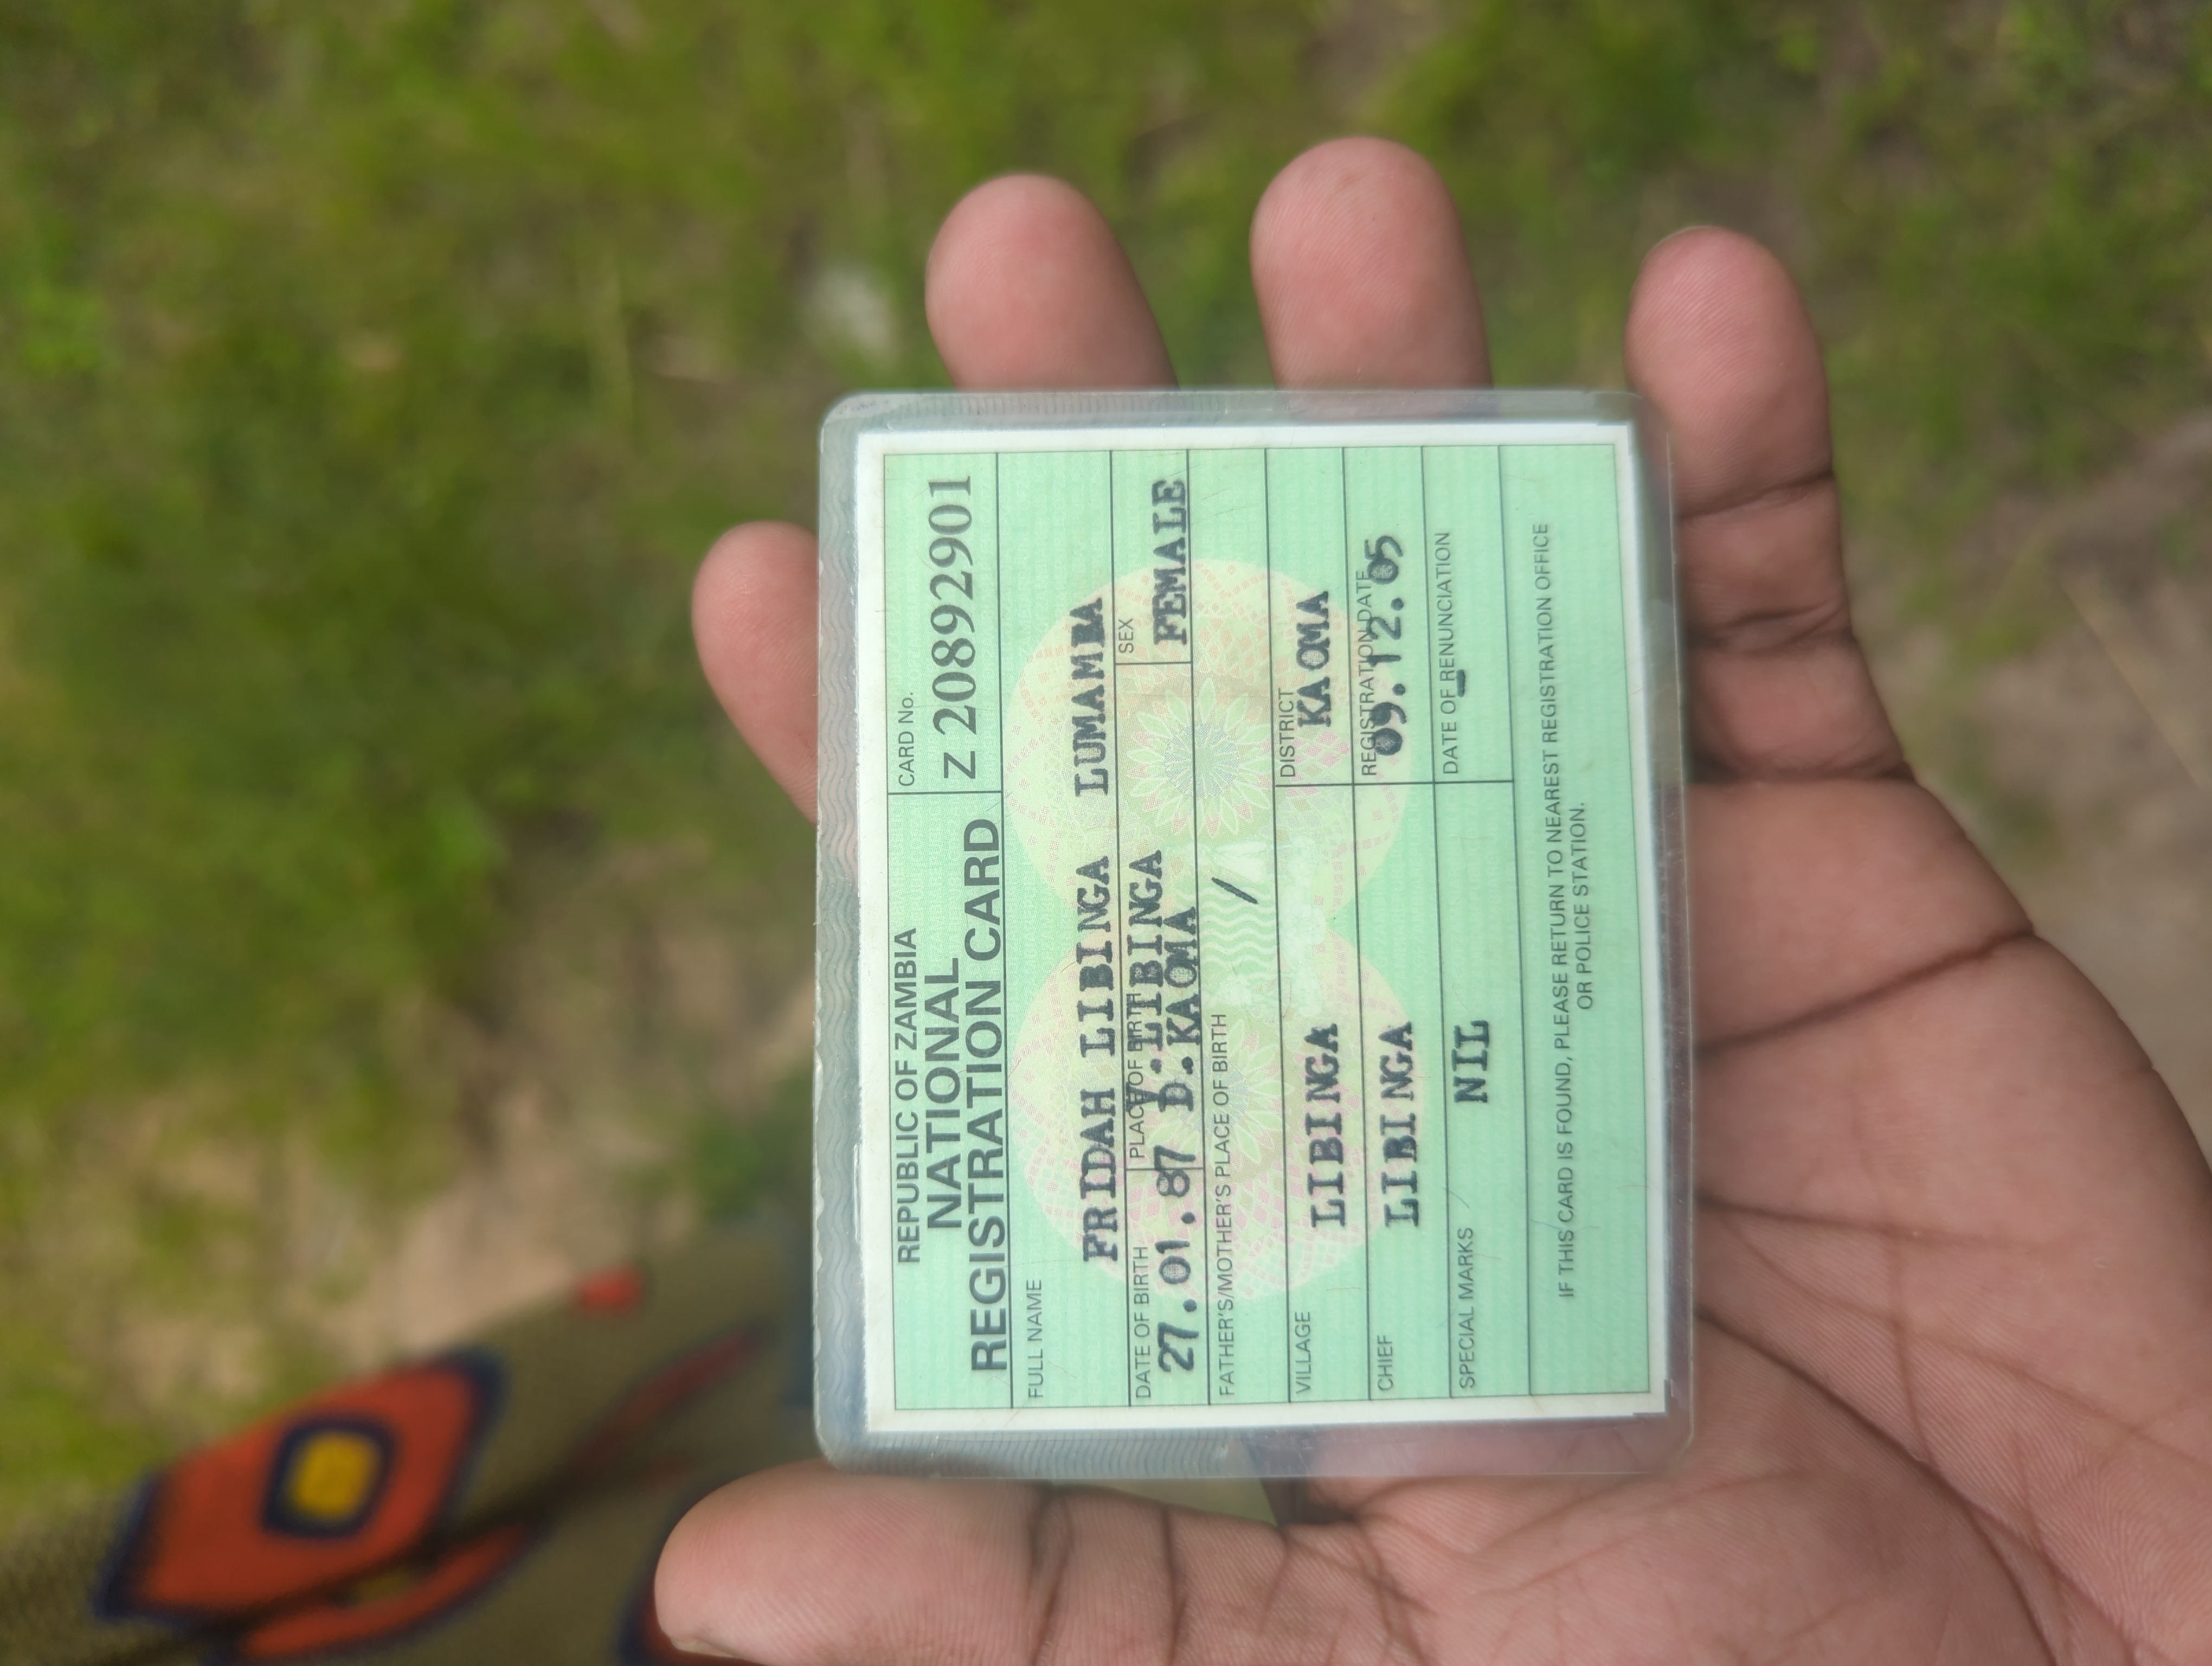 REPUBLIC OF ZAMBIA
NATIONAL
REGISTRATION CARD
CARD No.
Z 20892901
FULL NAME
FRIDAH LIBINGA LUMAMBA
DATE OF BIRTH
27.01.87
PLACE OF BIRTH
V.LIBINGA
D.KAOMA
SEX
FEMALE
FATHER'S/MOTHER'S PLACE OF BIRTH
/
VILLAGE
LIBINGA
DISTRICT
KAOMA
CHIEF
LIBINGA
REGISTRATION DATE
09.12.05
SPECIAL MARKS
NIL
DATE OF RENUNCIATION
-
IF THIS CARD IS FOUND, PLEASE RETURN TO NEAREST REGISTRATION OFFICE
OR POLICE STATION.